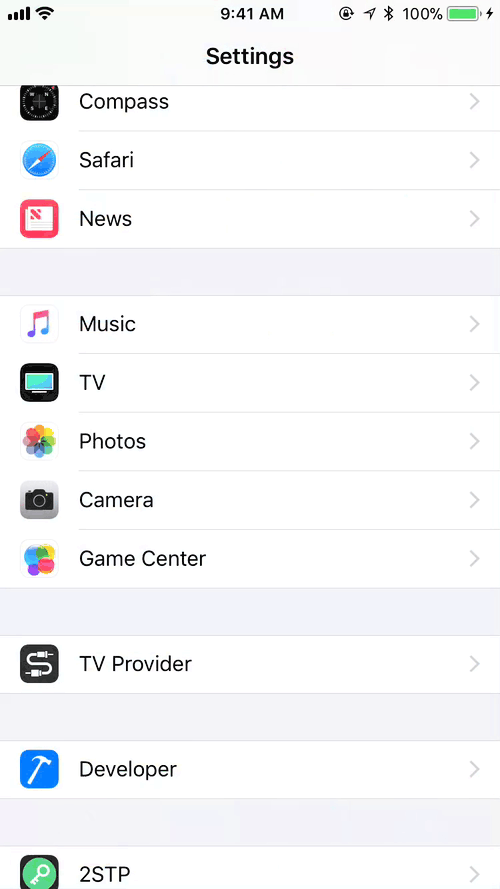 9:41 AM 100%
Settings
Compass
Safari
News
Music
TV
Photos
Camera
Game Center
TV Provider
Developer
2STP